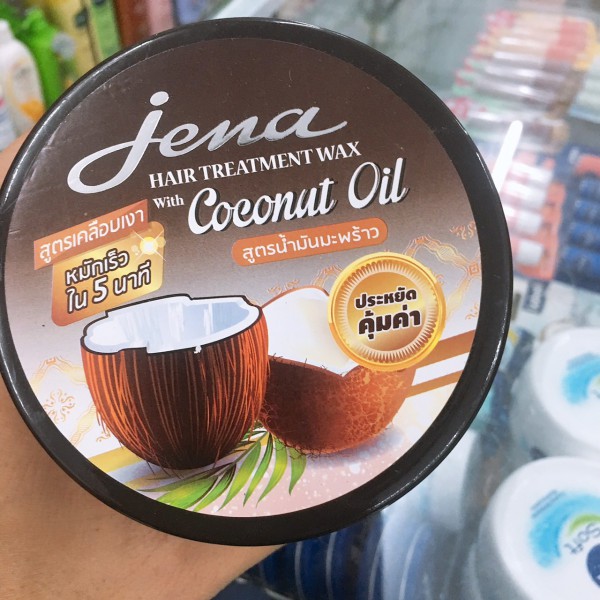 jena
HAIR TREATMENT WAX
With Coconut Oil
สูตรเคลือบเงา
สูตรน้ำมันมะพร้าว
หมักเร็ว
ใน 5 นาที
ประหยัด
คุ้มค่า
Soft